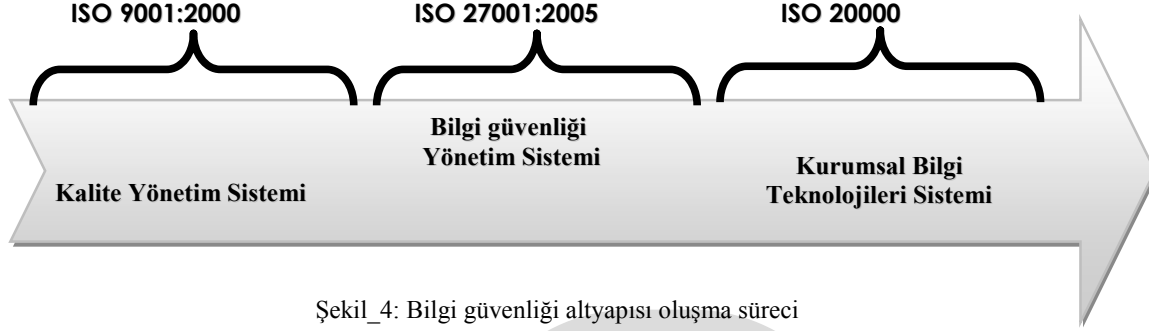 ISO 9001:2000
ISO 27001:2005
ISO 20000
Bilgi güvenliği
Yönetim Sistemi
Kalite Yönetim Sistemi
Kurumsal Bilgi
Teknolojileri Sistemi
Şekil_4: Bilgi güvenliği altyapısı oluşma süreci